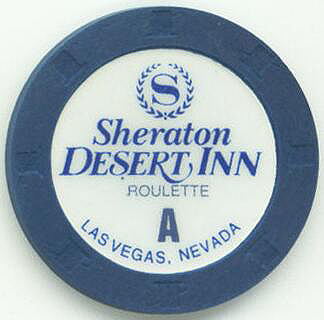 S
Sheraton
DESERT INN
ROULETTE
A
LAS VEGAS, NEVADA